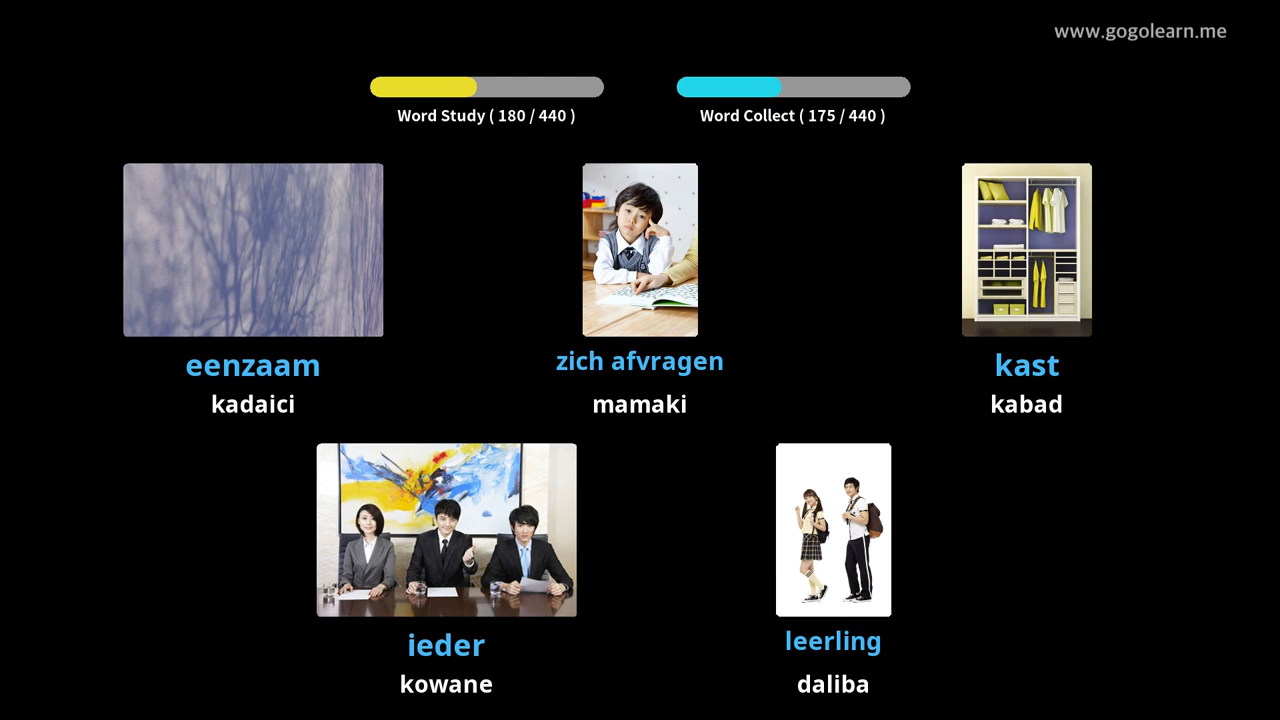 www.gogolearn.me
Word Study ( 180 / 440 )
Word Collect ( 175 / 440 )
eenzaam
kadaici
zich afvragen
mamaki
kast
kabad
ieder
kowane
leerling
daliba